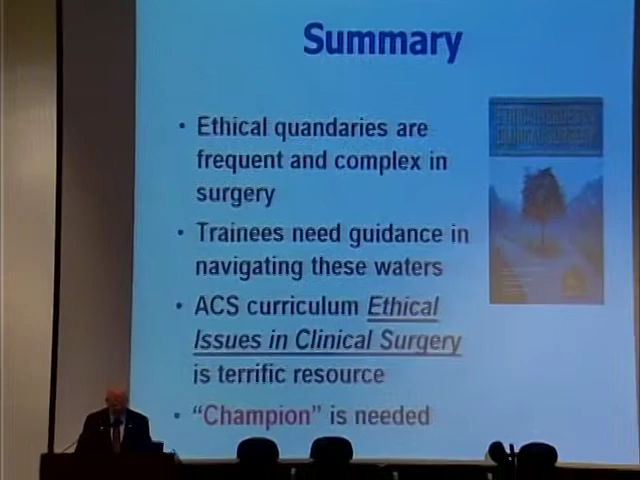 Summary
• Ethical quandaries are
frequent and complex in
surgery
• Trainees need guidance in
navigating these waters
• ACS curriculum Ethical
Issues in Clinical Surgery
is terrific resource
• “Champion” is needed